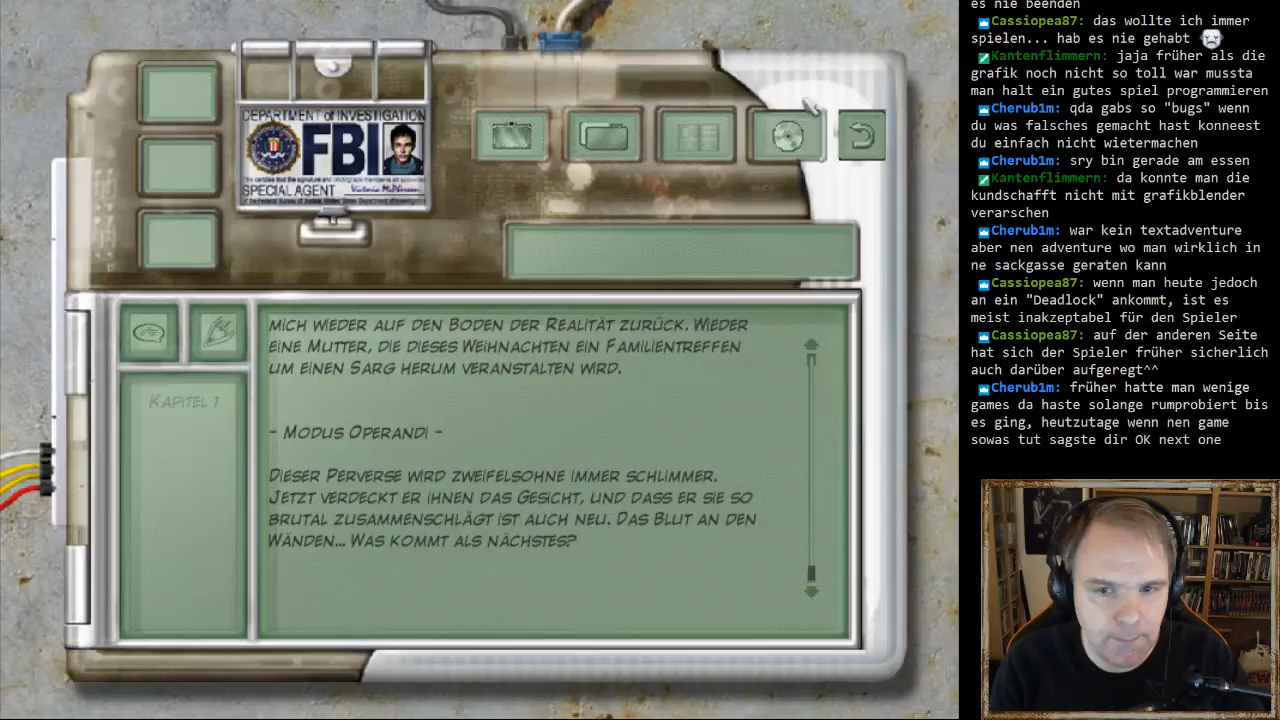 DEPARTMENT of INVESTIGATION
FBI
SPECIAL AGENT Victoria McPherson
MICH WIEDER AUF DEN BODEN DER REALITÄT ZURÜCK. WIEDER
EINE MUTTER, DIE DIESES WEIHNACHTEN EIN FAMILIENTREFFEN
UM EINEN SARG HERUM VERANSTALTEN WIRD.
- MODUS OPERANDI -
DIESER PERVERSE WIRD ZWEIFELSOHNE IMMER SCHLIMMER.
JETZT VERDECKT ER IHNEN DAS GESICHT, UND DASS ER SIE SO
BRUTAL ZUSAMMENSCHLÄGT IST AUCH NEU. DAS BLUT AN DEN
WÄNDEN... WAS KOMMT ALS NÄCHSTES?
KAPITEL 1
es nie beenden
Cassiopea87: das wollte ich immer
spielen... hab es nie gehabt
Kantenflimmern: jaja früher als die
grafik noch nicht so toll war mussta
man halt ein gutes spiel programmieren
Cherub1m: qda gabs so "bugs" wenn
du was falsches gemacht hast konneest
du einfach nicht wietermachen
Cherub1m: sry bin gerade am essen
Kantenflimmern: da konnte man die
kundschafft nicht mit grafikblender
verarschen
Cherub1m: war kein textadventure
aber nen adventure wo man wirklich in
ne sackgasse geraten kann
Cassiopea87: wenn man heute jedoch
an ein "Deadlock" ankommt, ist es
meist inakzeptabel für den Spieler
Cassiopea87: auf der anderen Seite
hat sich der Spieler früher sicherlich
auch darüber aufgeregt^^
Cherub1m: früher hatte man wenige
games da haste solange rumprobiert bis
es ging, heutzutage wenn nen game
sowas tut sagste dir OK next one